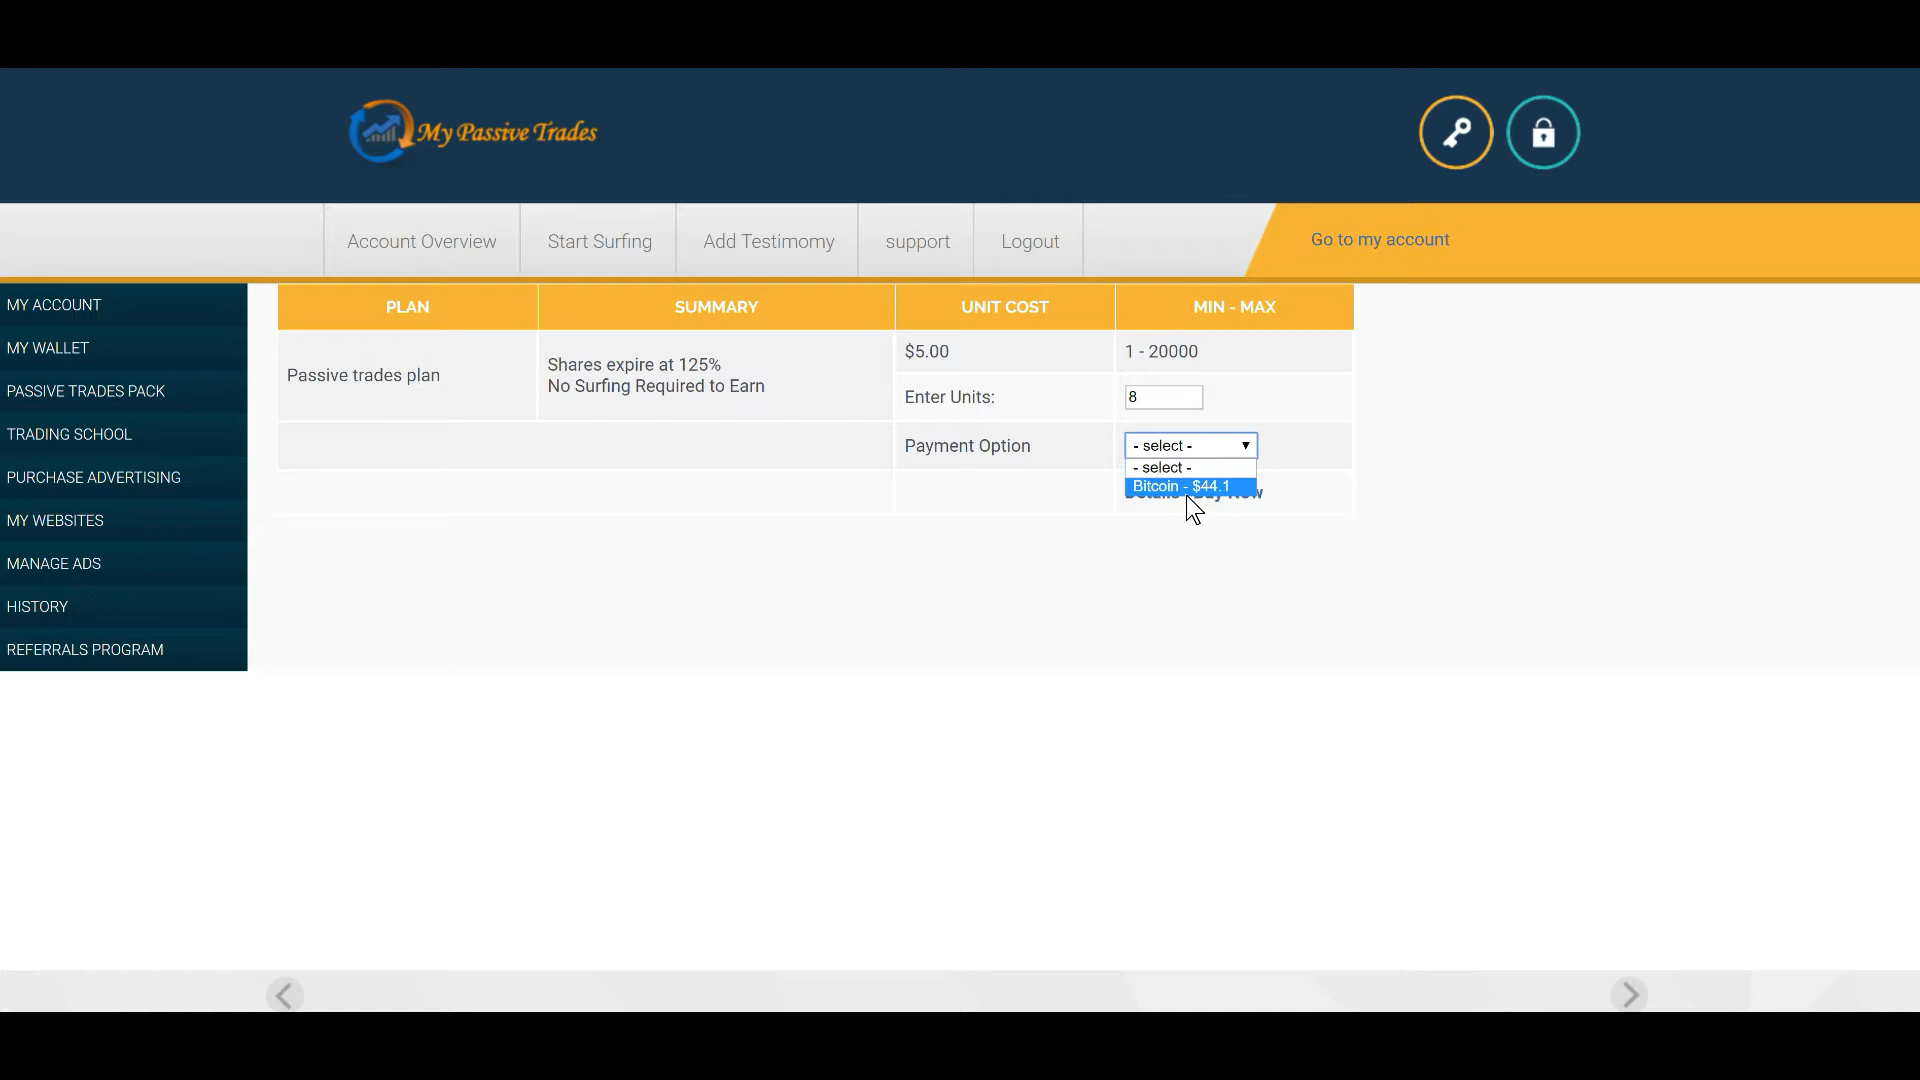 My Passive Trades
Account Overview
Start Surfing
Add Testimomy
support
Logout
Go to my account
MY ACCOUNT
MY WALLET
PASSIVE TRADES PACK
TRADING SCHOOL
PURCHASE ADVERTISING
MY WEBSITES
MANAGE ADS
HISTORY
REFERRALS PROGRAM
PLAN
SUMMARY
UNIT COST
MIN - MAX
Passive trades plan
Shares expire at 125%
No Surfing Required to Earn
$5.00
1 - 20000
Enter Units:
8
Payment Option
- select -
- select -
Bitcoin - $44.1